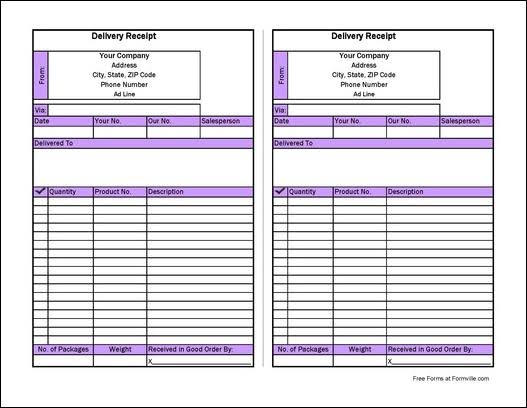 Delivery Receipt
From:
Your Company
Address
City, State, ZIP Code
Phone Number
Ad Line
Via:
Date Your No. Our No. Salesperson
Delivered To
Quantity Product No. Description
No. of Packages Weight Received in Good Order By:
X
Delivery Receipt
From:
Your Company
Address
City, State, ZIP Code
Phone Number
Ad Line
Via:
Date Your No. Our No. Salesperson
Delivered To
Quantity Product No. Description
No. of Packages Weight Received in Good Order By:
X
Free Forms at Formville.com